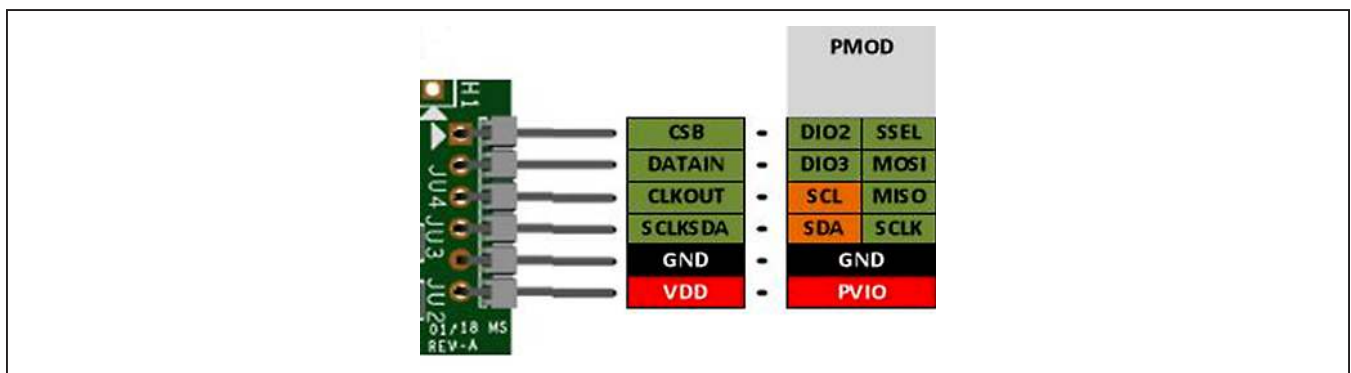 PMOD
H1
CSB - DIO2 SSEL
DATAIN - DIO3 MOSI
JU4
CLKOUT - SCL MISO
JU3
SCLKSDA - SDA SCLK
GND - GND
JU2
VDD - PVIO
01/18 MS
REV-A